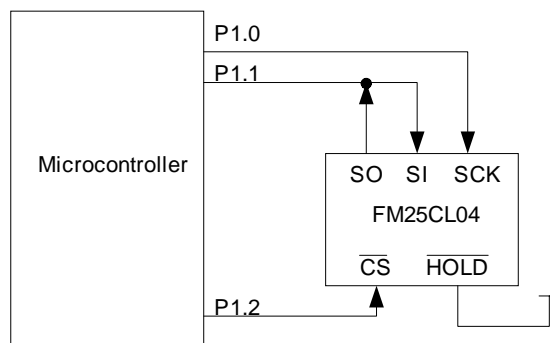 P1.0
P1.1
Microcontroller
SO SI SCK
FM25CL04
CS HOLD
P1.2